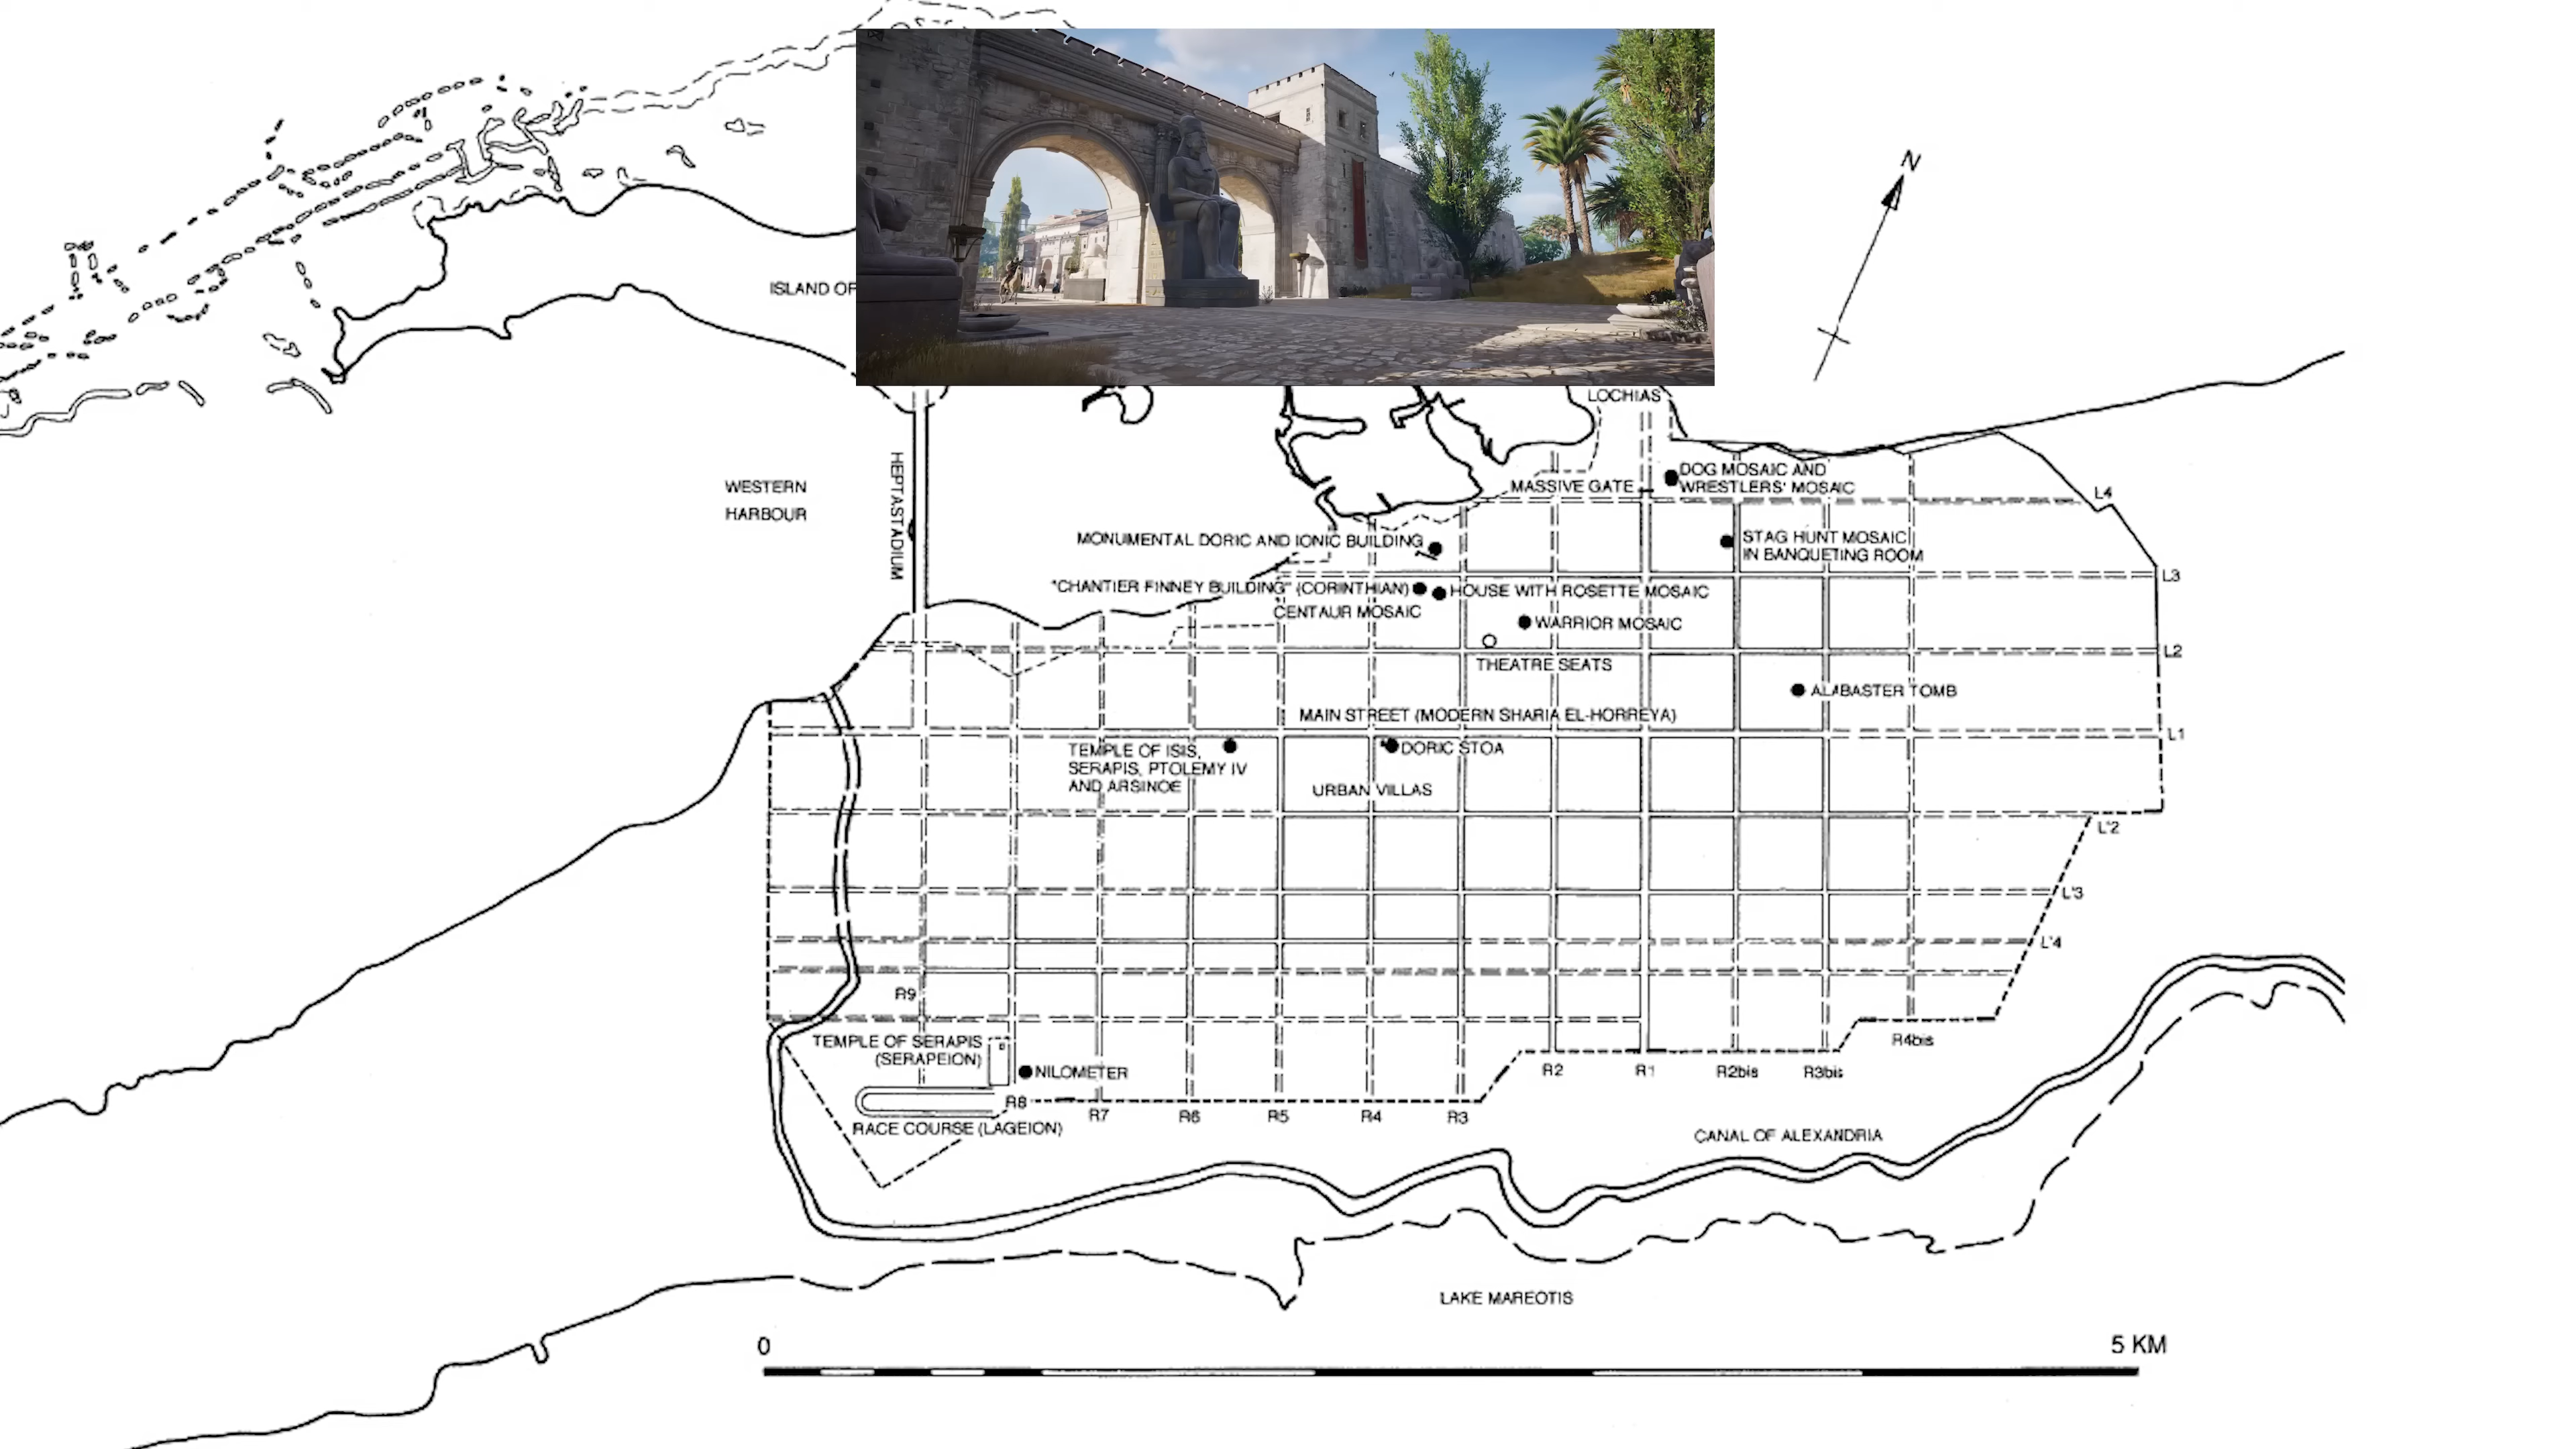 N
ISLAND OF
LOCHIAS
HEPTASTADIUM
WESTERN
HARBOUR
MASSIVE GATE
DOG MOSAIC AND
WRESTLERS' MOSAIC
L4
MONUMENTAL DORIC AND IONIC BUILDING
STAG HUNT MOSAIC
IN BANQUETING ROOM
L3
"CHANTIER FINNEY BUILDING" (CORINTHIAN)
HOUSE WITH ROSETTE MOSAIC
CENTAUR MOSAIC
WARRIOR MOSAIC
L2
THEATRE SEATS
ALABASTER TOMB
MAIN STREET (MODERN SHARIA EL-HORREYA)
L1
TEMPLE OF ISIS,
SERAPIS, PTOLEMY IV
AND ARSINOE
DORIC STOA
URBAN VILLAS
L'2
L'3
L'4
R9
TEMPLE OF SERAPIS
(SERAPEION)
NILOMETER
R4bis
R2
R1
R2bis
R3bis
R8
R7
R6
R5
R4
R3
RACE COURSE (LAGEION)
CANAL OF ALEXANDRIA
LAKE MAREOTIS
0
5 KM